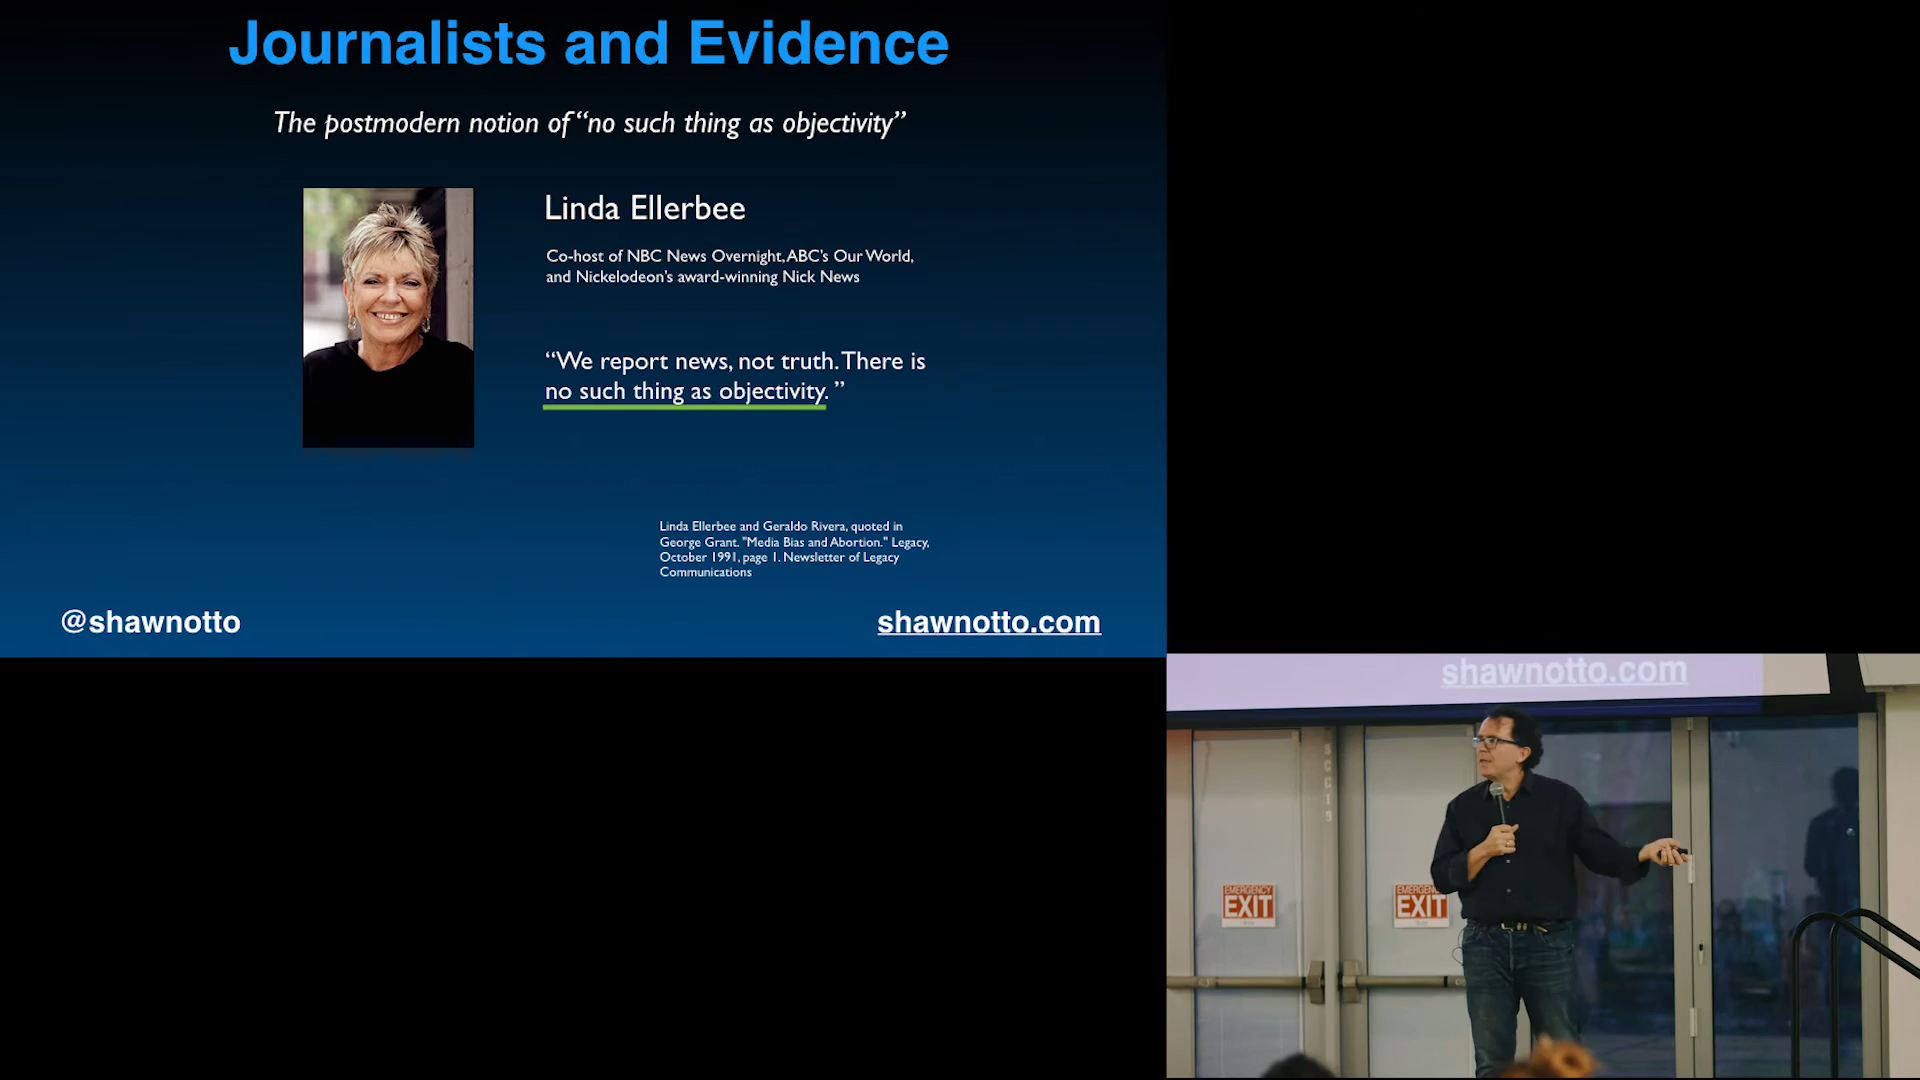 Journalists and Evidence
The postmodern notion of “no such thing as objectivity”
Linda Ellerbee
Co-host of NBC News Overnight, ABC’s Our World,
and Nickelodeon’s award-winning Nick News
“We report news, not truth. There is
no such thing as objectivity. ”
Linda Ellerbee and Geraldo Rivera, quoted in
George Grant. "Media Bias and Abortion." Legacy,
October 1991, page 1. Newsletter of Legacy
Communications
@shawnotto
shawnotto.com
shawnotto.com
EMERGENCY
EXIT
EXIT